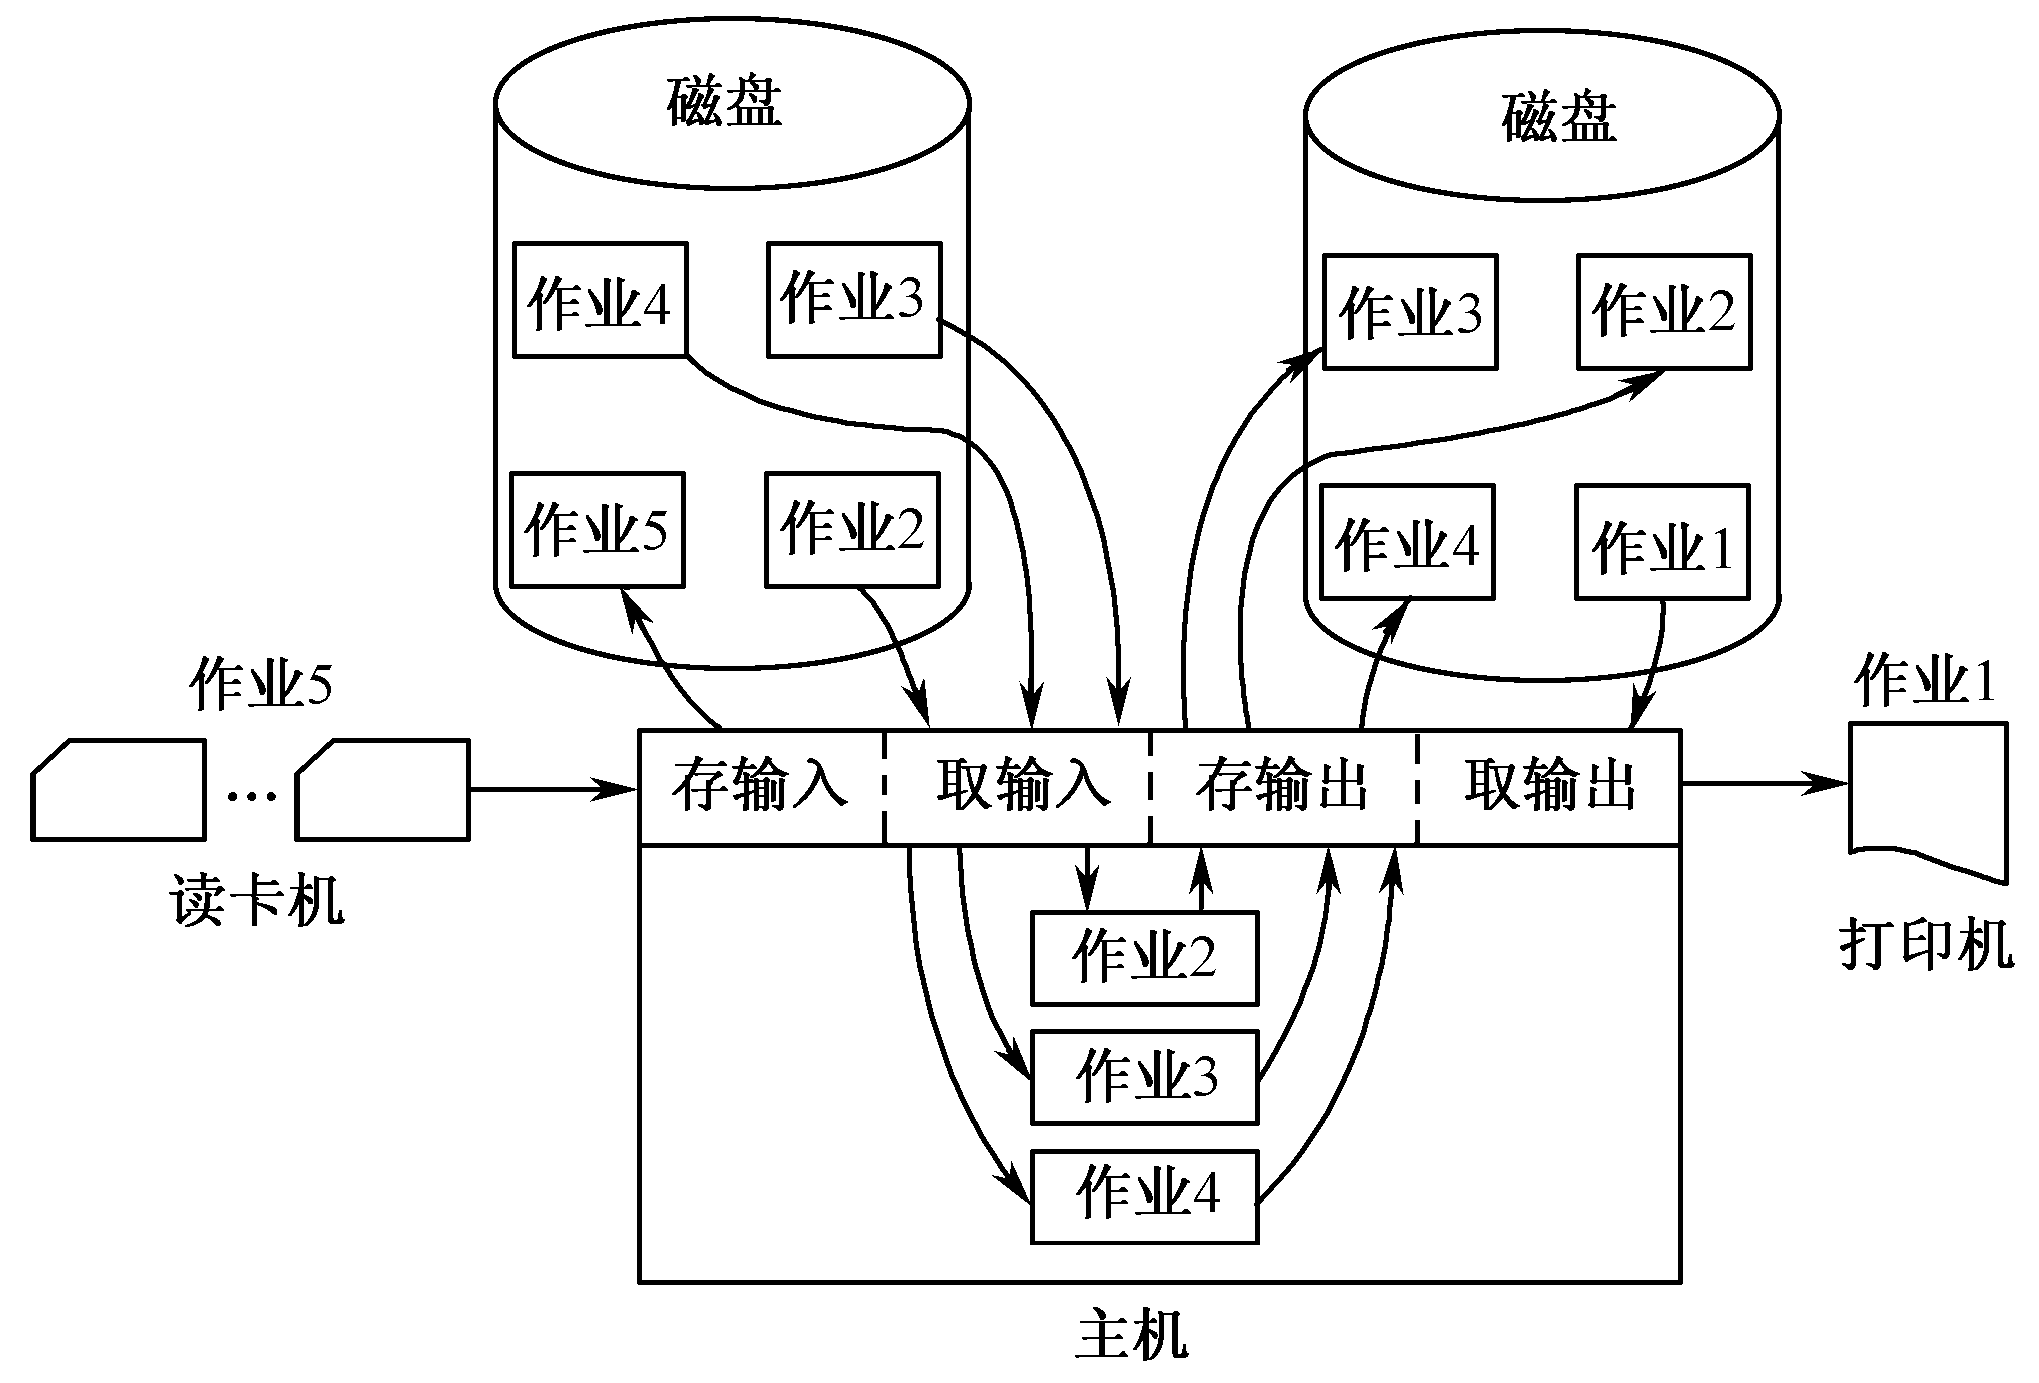 磁盘
磁盘
作业4
作业3
作业3
作业2
作业5
作业2
作业4
作业1
作业5
作业1
存输入
取输入
存输出
取输出
…
读卡机
打印机
作业2
作业3
作业4
主机